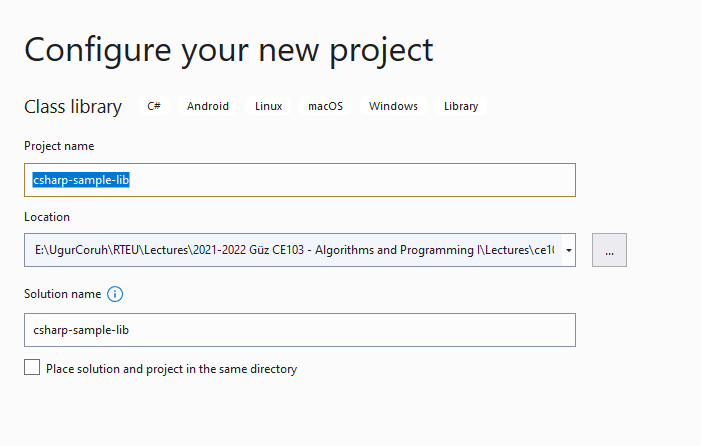 Configure your new project
Class library C# Android Linux macOS Windows Library
Project name
csharp-sample-lib
Location
E:\UgurCoruh\RTEU\Lectures\2021-2022 Güz CE103 - Algorithms and Programming I\Lectures\ce10
...
Solution name
csharp-sample-lib
Place solution and project in the same directory